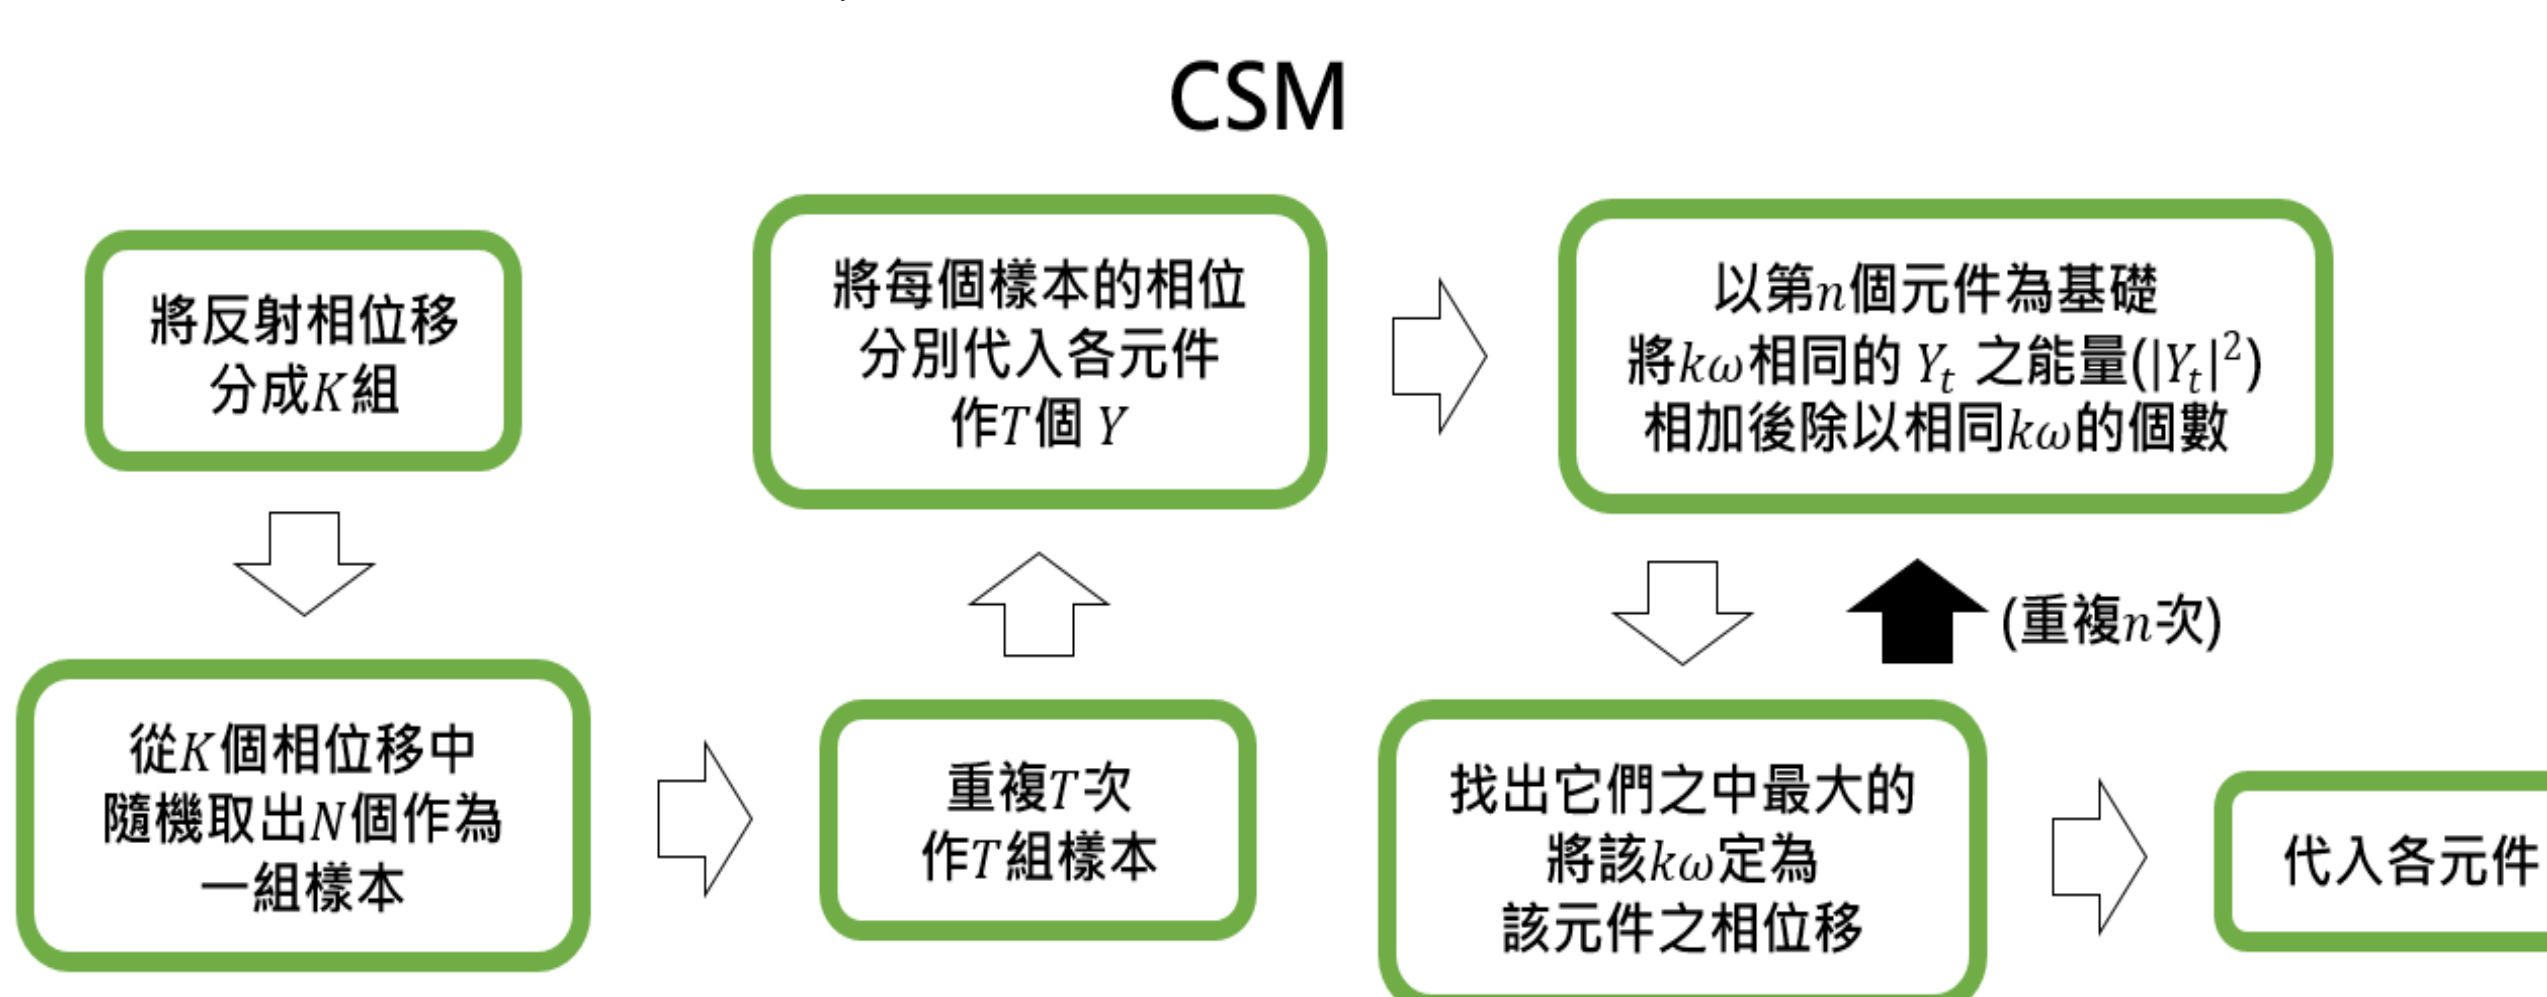 CSM
將反射相位移
分成K組
從K個相位移中
隨機取出N個作為
一組樣本
重複T次
作T組樣本
將每個樣本的相位
分別代入各元件
作T個 Y
以第n個元件為基礎
將kω相同的 Yₜ 之能量(|Yₜ|²)
相加後除以相同kω的個數
(重複n次)
找出它們之中最大的
將該kω定為
該元件之相位移
代入各元件